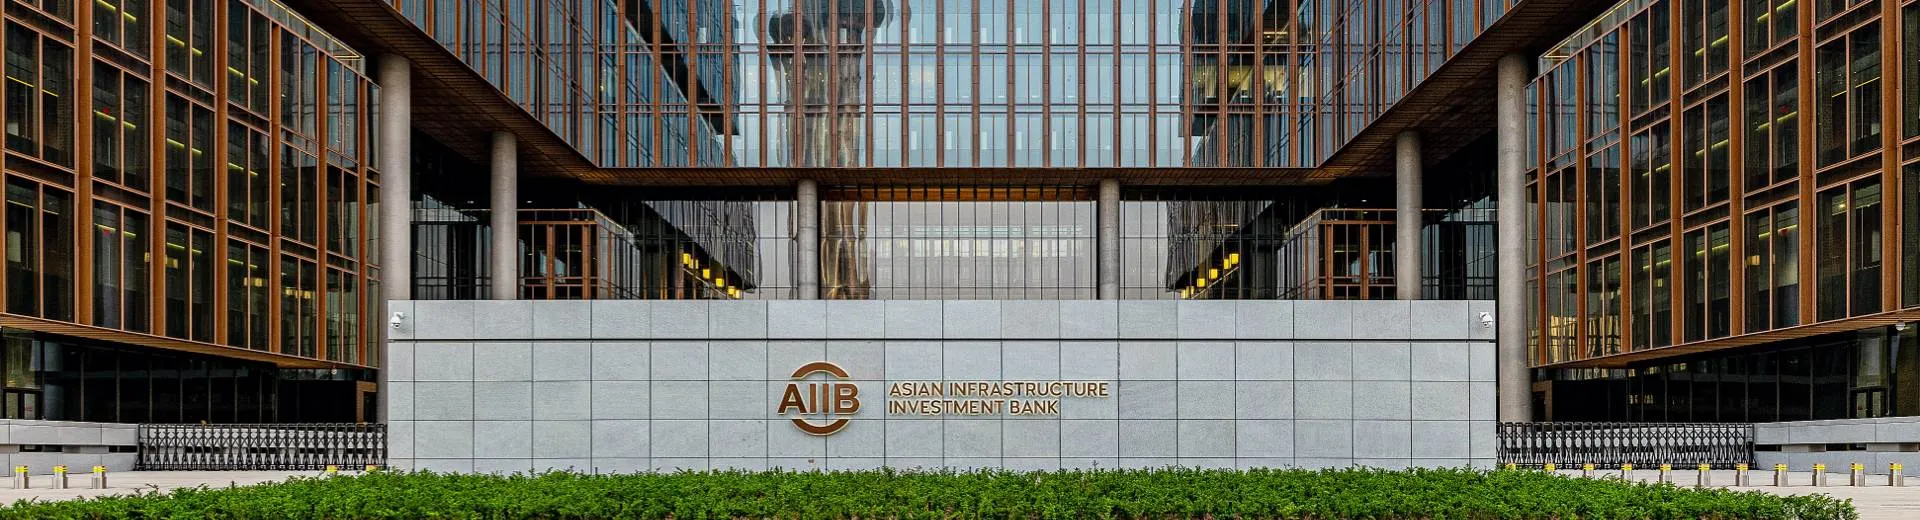 AIIB
ASIAN INFRASTRUCTURE
INVESTMENT BANK